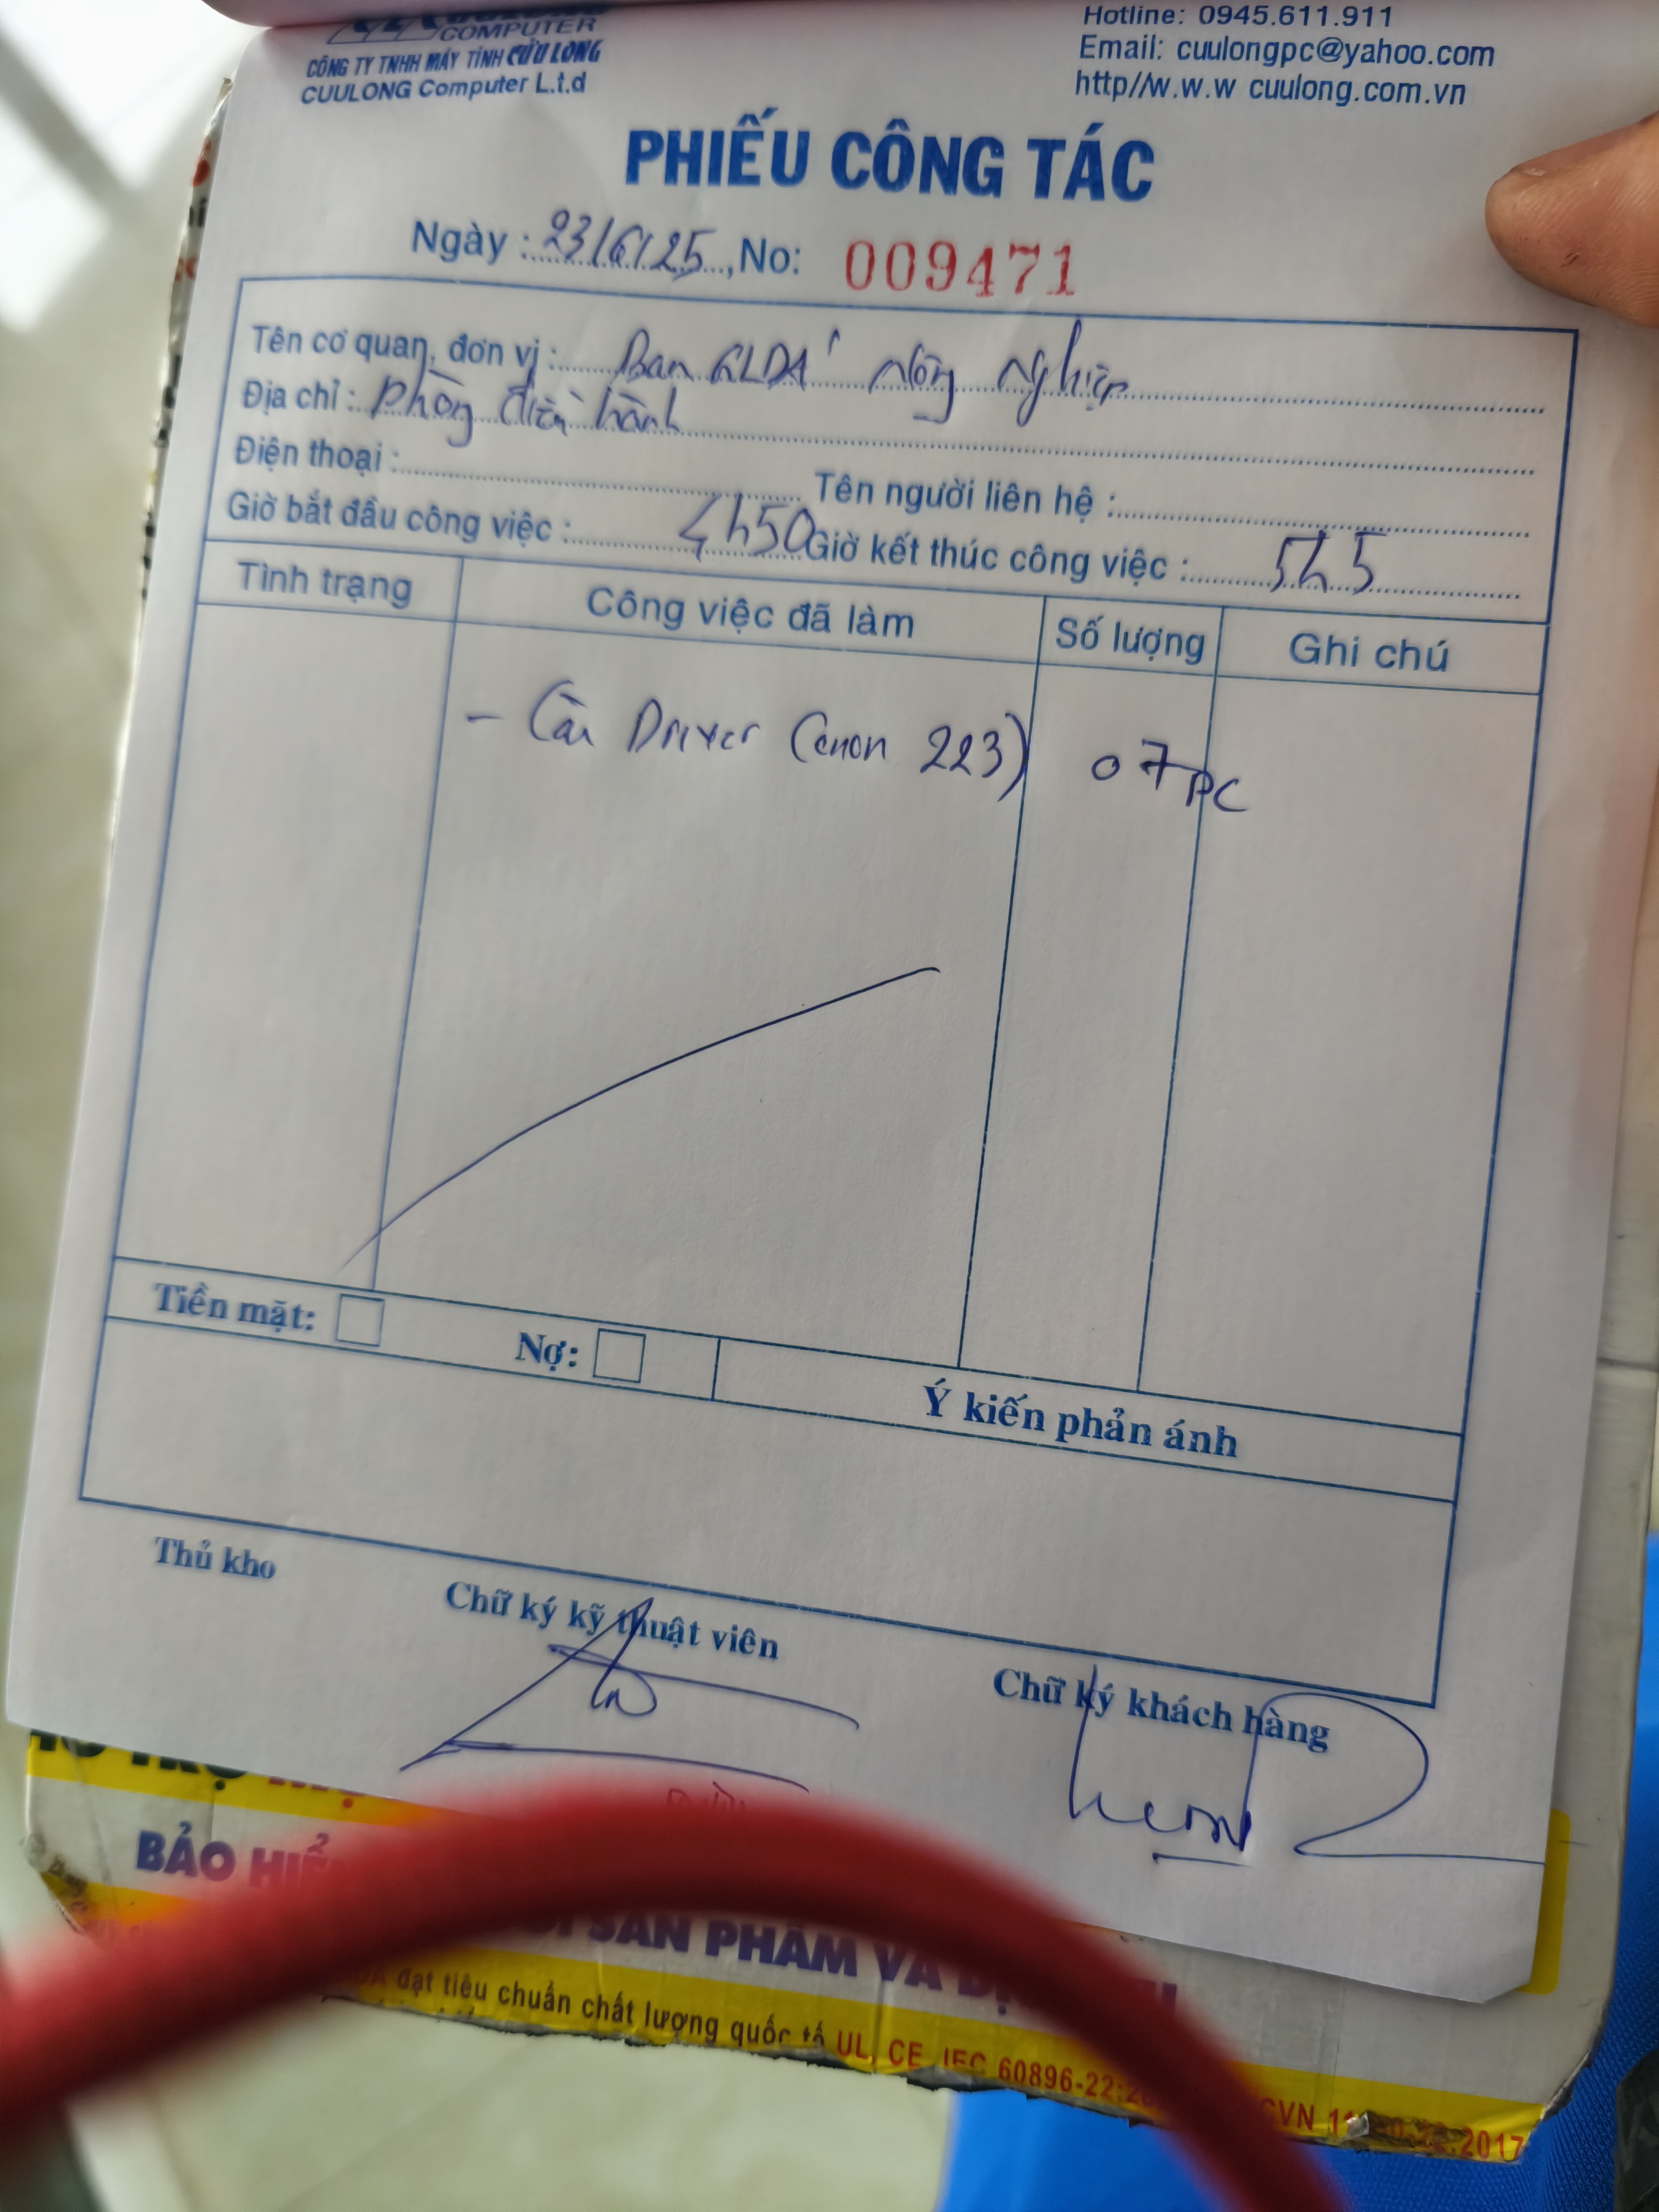 COMPUTER
CÔNG TY TNHH MÁY TÍNH CỬU LONG
CUULONG Computer L.t.d
Hotline: 0945.611.911
Email: cuulongpc@yahoo.com
http//w.w.w cuulong.com.vn
PHIẾU CÔNG TÁC
Ngày : 23/6/25, No: 009471
Tên cơ quan, đơn vị : Ban QLDA Nông Nghiệp
Địa chỉ : Phòng điều hành
Điện thoại : Tên người liên hệ :
Giờ bắt đầu công việc : 4h50 Giờ kết thúc công việc : 5h5
Tình trạng Công việc đã làm Số lượng Ghi chú
- Cài Driver Canon 223) 07 PC
Tiền mặt: Nợ: Ý kiến phản ánh
Thủ kho Chữ ký kỹ thuật viên Chữ ký khách hàng
BẢO HIỂ
SẢN PHẨM VÀ
đạt tiêu chuẩn chất lượng quốc tế UL, CE, IEC 60896-22:
2017